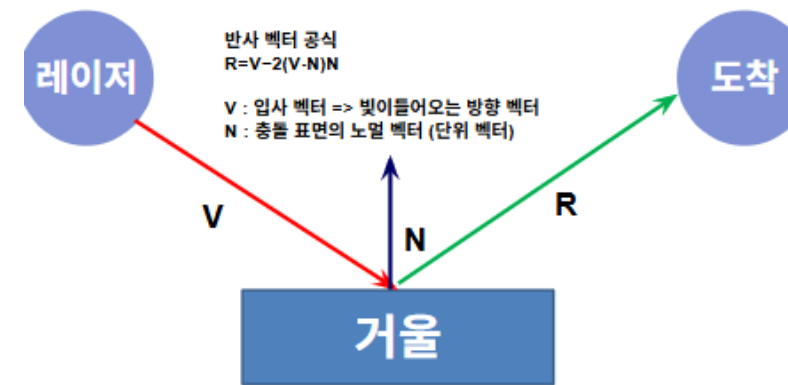 반사 벡터 공식
R=V−2(V-N)N
V : 입사 벡터 => 빛이들어오는 방향 벡터
N : 충돌 표면의 노멀 벡터 (단위 벡터)
레이저
도착
V
N
R
거울